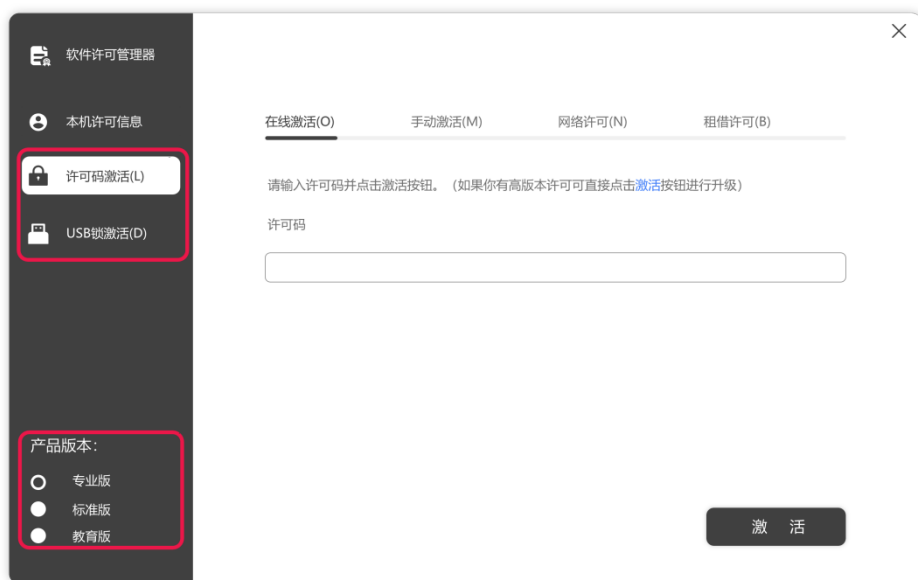 软件许可管理器
本机许可信息
许可码激活(L)
USB锁激活(D)
产品版本:
专业版
标准版
教育版
在线激活(O) 手动激活(M) 网络许可(N) 租借许可(B)
请输入许可码并点击激活按钮。（如果你有高版本许可可直接点击激活按钮进行升级）
许可码
激 活